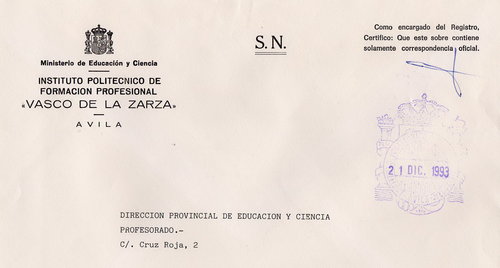 Ministerio de Educación y Ciencia
INSTITUTO POLITECNICO DE
FORMACION PROFESIONAL
«VASCO DE LA ZARZA»
AVILA
S. N.
Como encargado del Registro,
Certifico: Que este sobre contiene
solamente correspondencia oficial.
21 DIC. 1993
DIRECCION PROVINCIAL DE EDUCACION Y CIENCIA
PROFESORADO.-
C/. Cruz Roja, 2